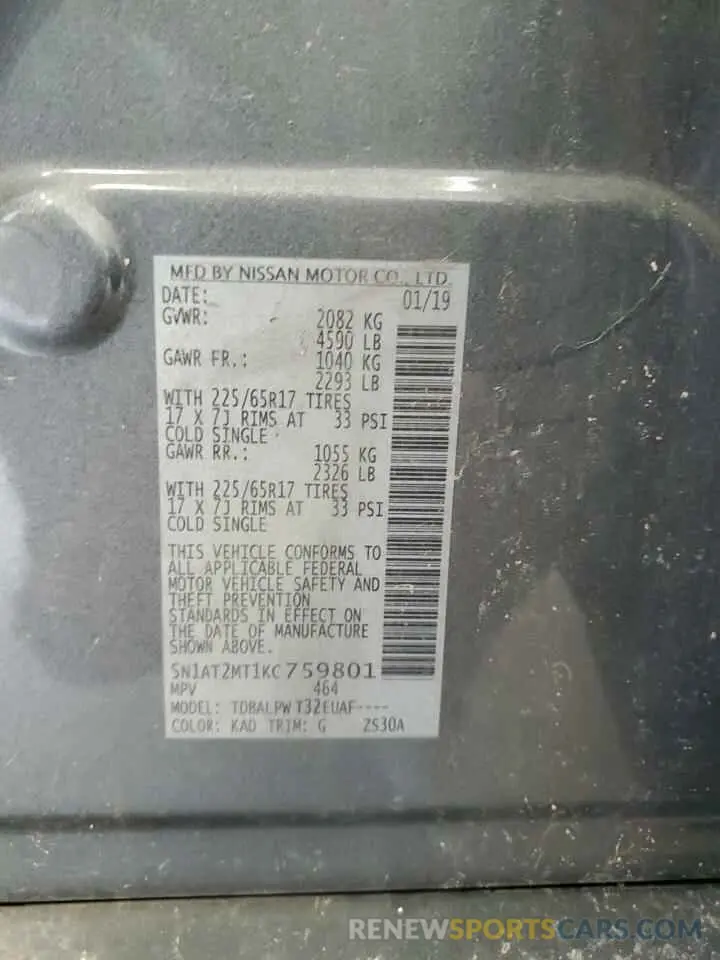 MFD BY NISSAN MOTOR CO., LTD.
DATE: 01/19
GVWR: 2082 KG
4590 LB
GAWR FR.: 1040 KG
2293 LB
WITH 225/65R17 TIRES
17 X 7J RIMS AT 33 PSI
COLD SINGLE
GAWR RR.: 1055 KG
2326 LB
WITH 225/65R17 TIRES
17 X 7J RIMS AT 33 PSI
COLD SINGLE
THIS VEHICLE CONFORMS TO
ALL APPLICABLE FEDERAL
MOTOR VEHICLE SAFETY AND
THEFT PREVENTION
STANDARDS IN EFFECT ON
THE DATE OF MANUFACTURE
SHOWN ABOVE.
5N1AT2MT1KC759801
MPV 464
MODEL: TDBALPW T32EUAF----
COLOR: KAD TRIM: G ZS30A
RENEWSPORTSCARS.COM